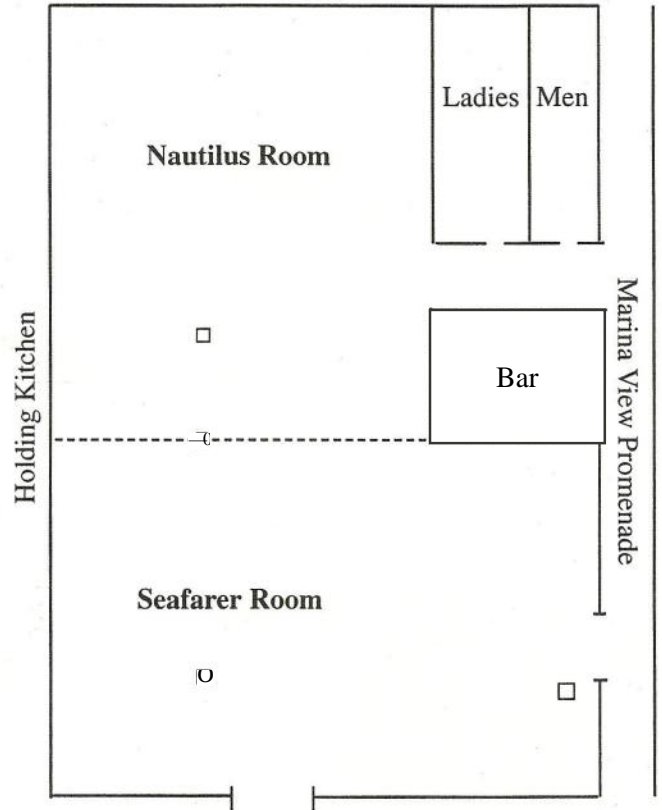 Ladies Men
Nautilus Room
Holding Kitchen
Marina View Promenade
Bar
Seafarer Room